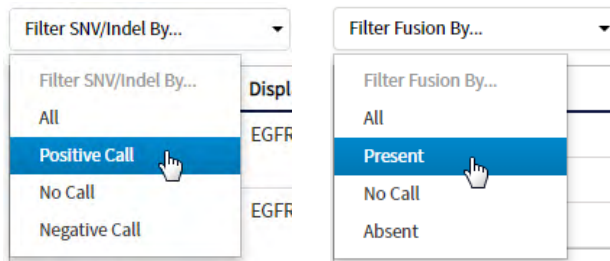 Filter SNV/Indel By...
Filter SNV/Indel By...
All
Positive Call
No Call
Negative Call
Displ
EGFR
EGFR
Filter Fusion By...
Filter Fusion By...
All
Present
No Call
Absent